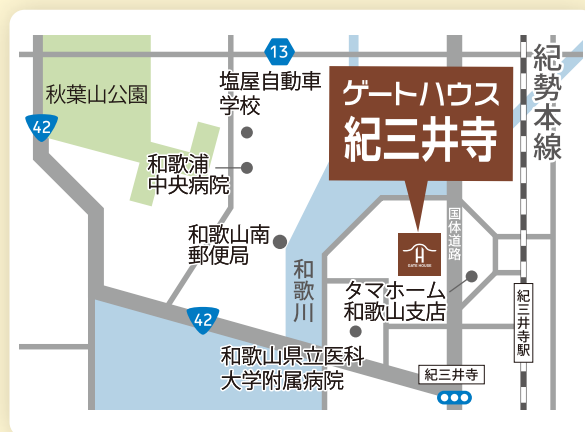 13
紀勢本線
塩屋自動車
学校
秋葉山公園
ゲートハウス
紀三井寺
42
和歌浦
中央病院
国体道路
和歌山南
郵便局
H
GATE HOUSE
和歌川
タマホーム
和歌山支店
紀三井寺駅
42
和歌山県立医科
大学附属病院
紀三井寺